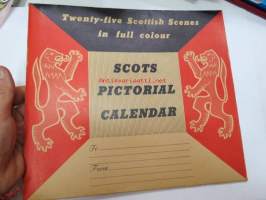 Twenty-five Scottish Scenes
in full colour
SCOTS
PICTORIAL
CALENDAR
To
From